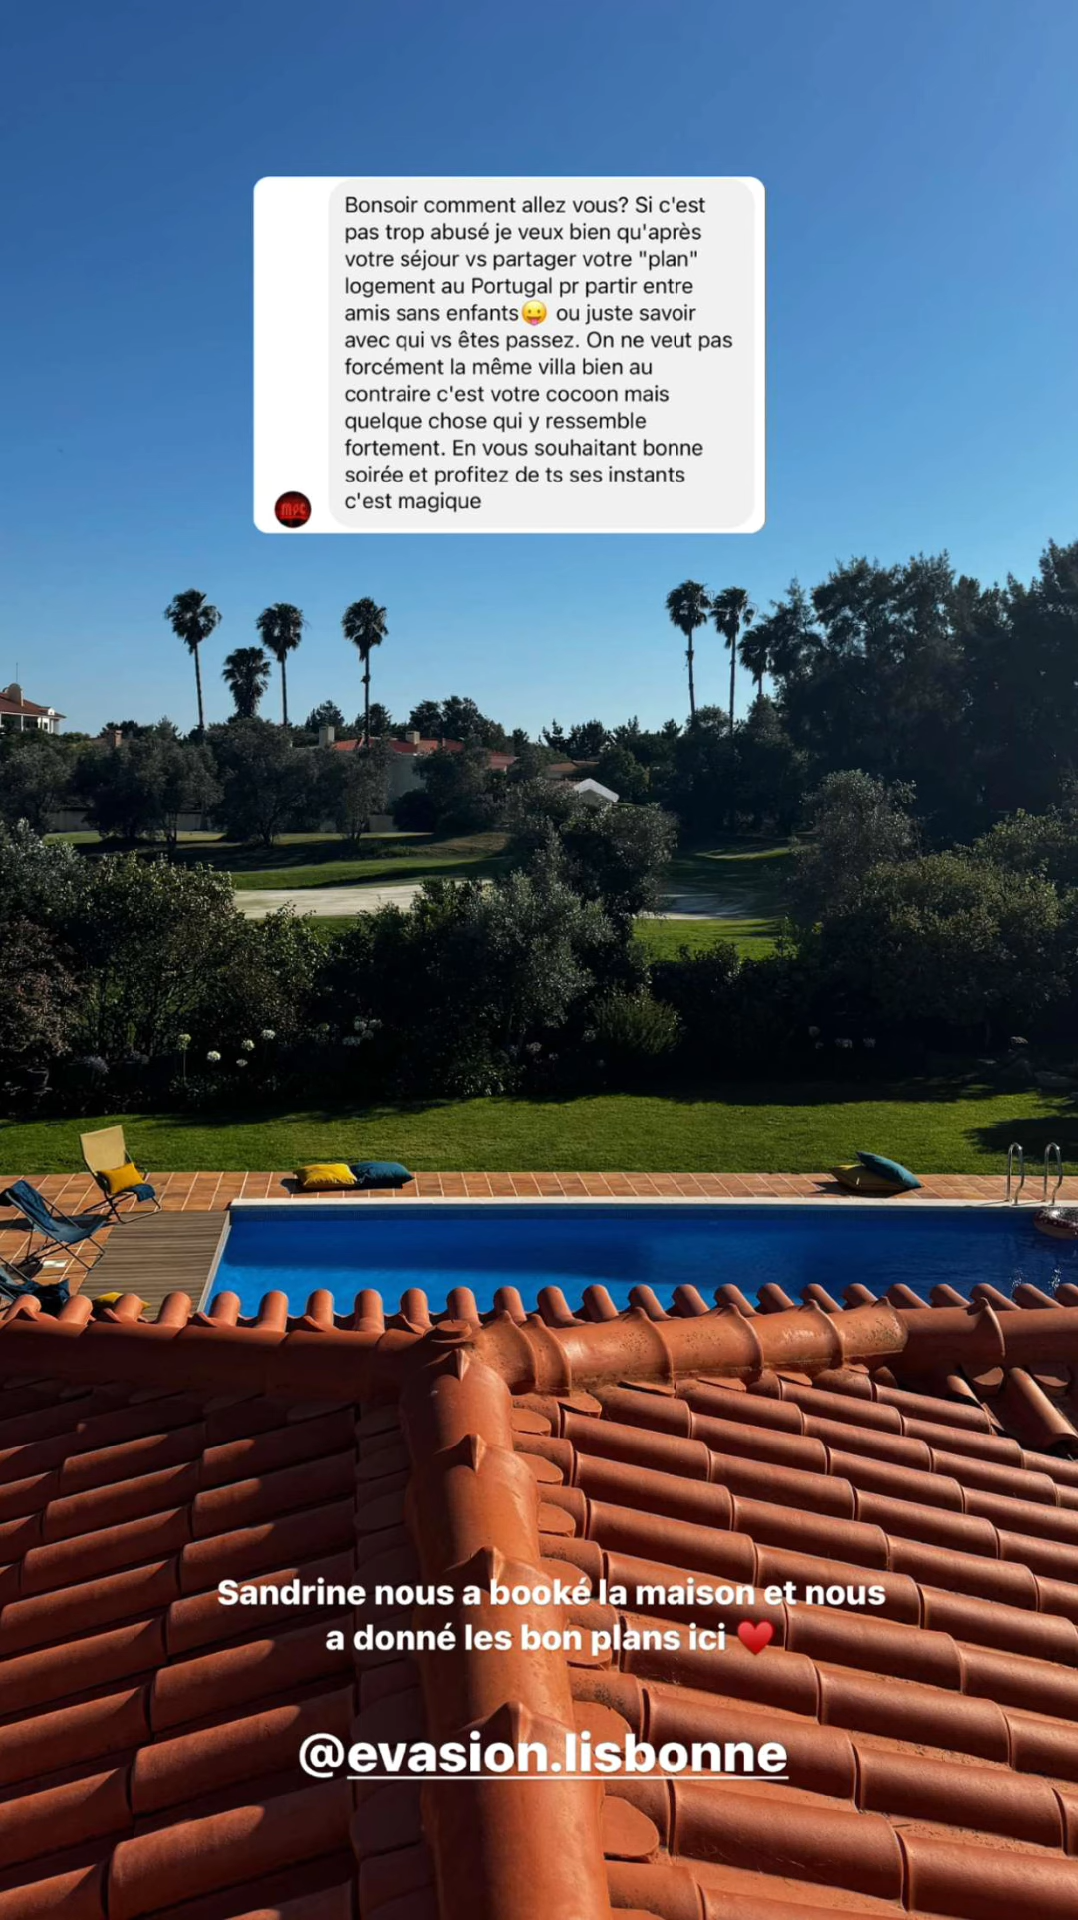 Bonsoir comment allez vous? Si c'est
pas trop abusé je veux bien qu'après
votre séjour vs partager votre "plan"
logement au Portugal pr partir entre
amis sans enfants😛 ou juste savoir
avec qui vs êtes passez. On ne veut pas
forcément la même villa bien au
contraire c'est votre cocoon mais
quelque chose qui y ressemble
fortement. En vous souhaitant bonne
soirée et profitez de ts ses instants
c'est magique
mpc
Sandrine nous a booké la maison et nous
a donné les bon plans ici ♥️
@evasion.lisbonne